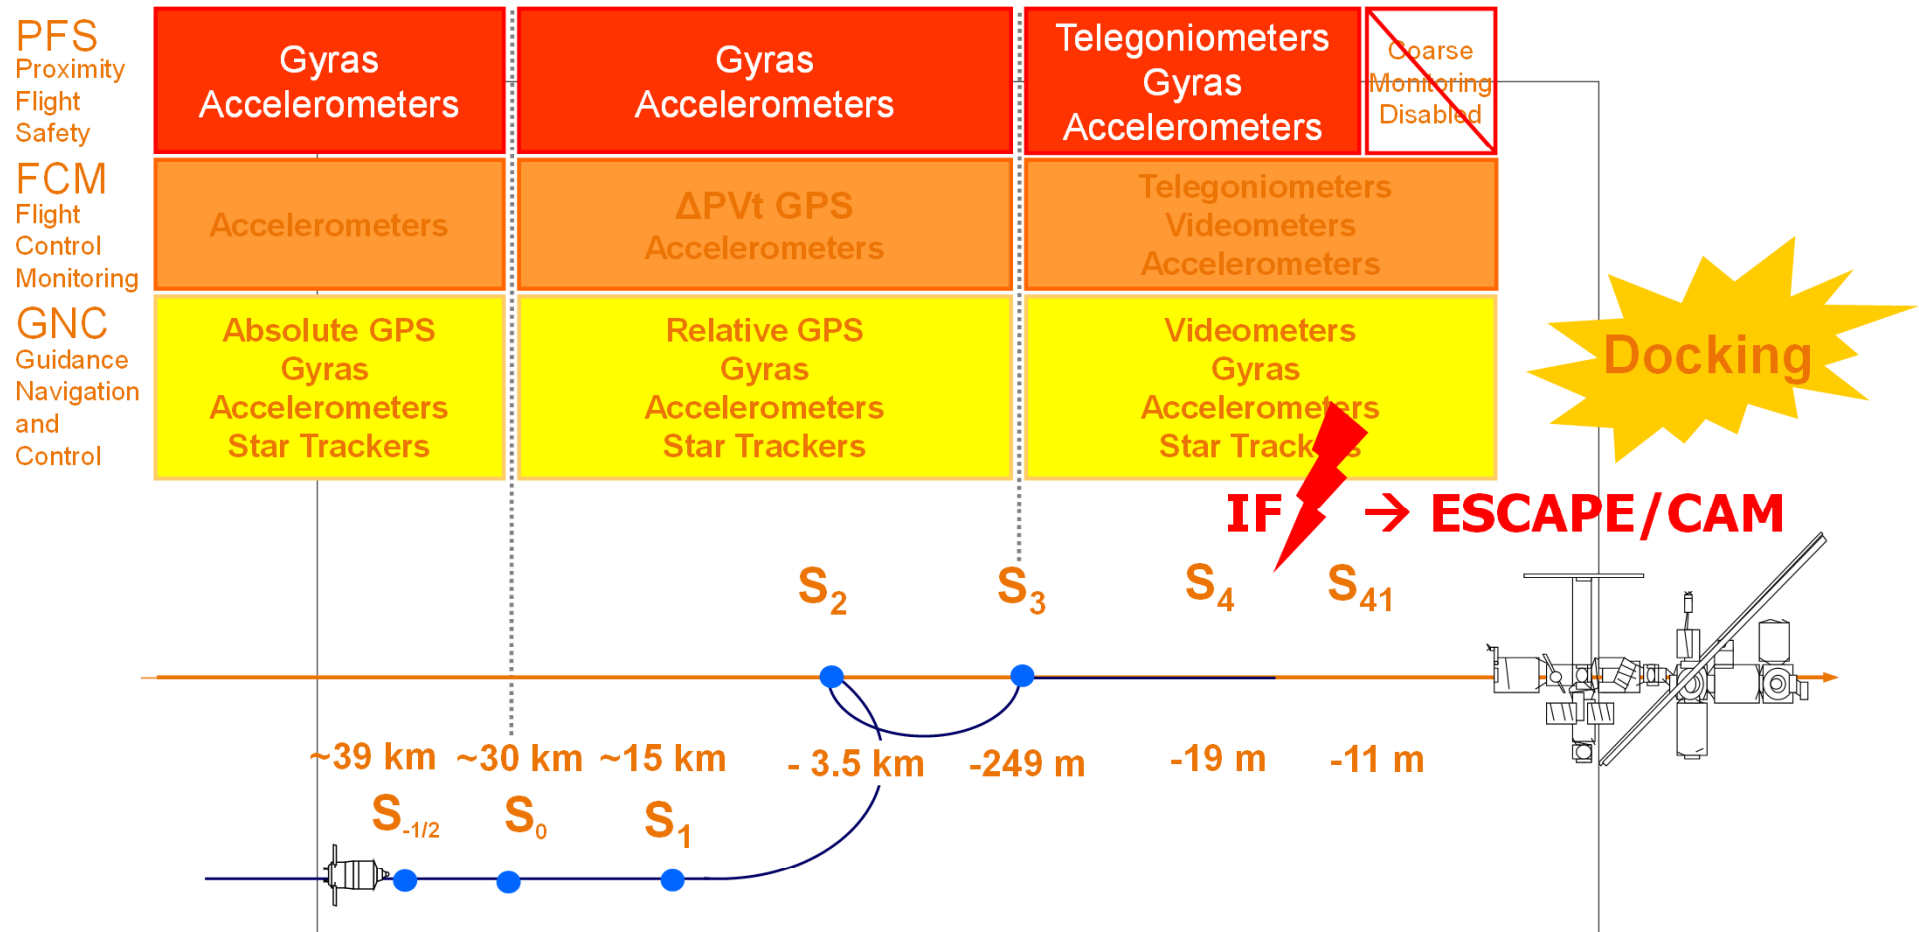 PFS
Proximity
Flight
Safety
Gyras
Accelerometers
Gyras
Accelerometers
Telegoniometers
Gyras
Accelerometers
Coarse
Monitoring
Disabled
FCM
Flight
Control
Monitoring
Accelerometers
ΔPVt GPS
Accelerometers
Telegoniometers
Videometers
Accelerometers
GNC
Guidance
Navigation
and
Control
Absolute GPS
Gyras
Accelerometers
Star Trackers
Relative GPS
Gyras
Accelerometers
Star Trackers
Videometers
Gyras
Accelerometers
Star Trackers
Docking
IF → ESCAPE/CAM
S2 S3 S4 S41
~39 km ~30 km ~15 km - 3.5 km -249 m -19 m -11 m
S-1/2 S0 S1